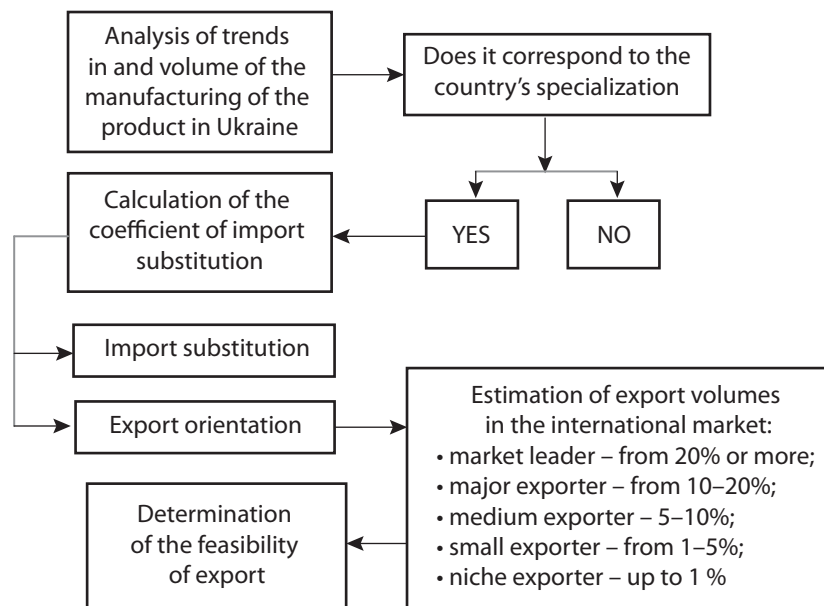 Analysis of trends
in and volume of the
manufacturing of the
product in Ukraine
Does it correspond to the
country’s specialization
YES
NO
Calculation of the
coefficient of import
substitution
Import substitution
Export orientation
Estimation of export volumes
in the international market:
• market leader – from 20% or more;
• major exporter – from 10–20%;
• medium exporter – 5–10%;
• small exporter – from 1–5%;
• niche exporter – up to 1 %
Determination
of the feasibility
of export